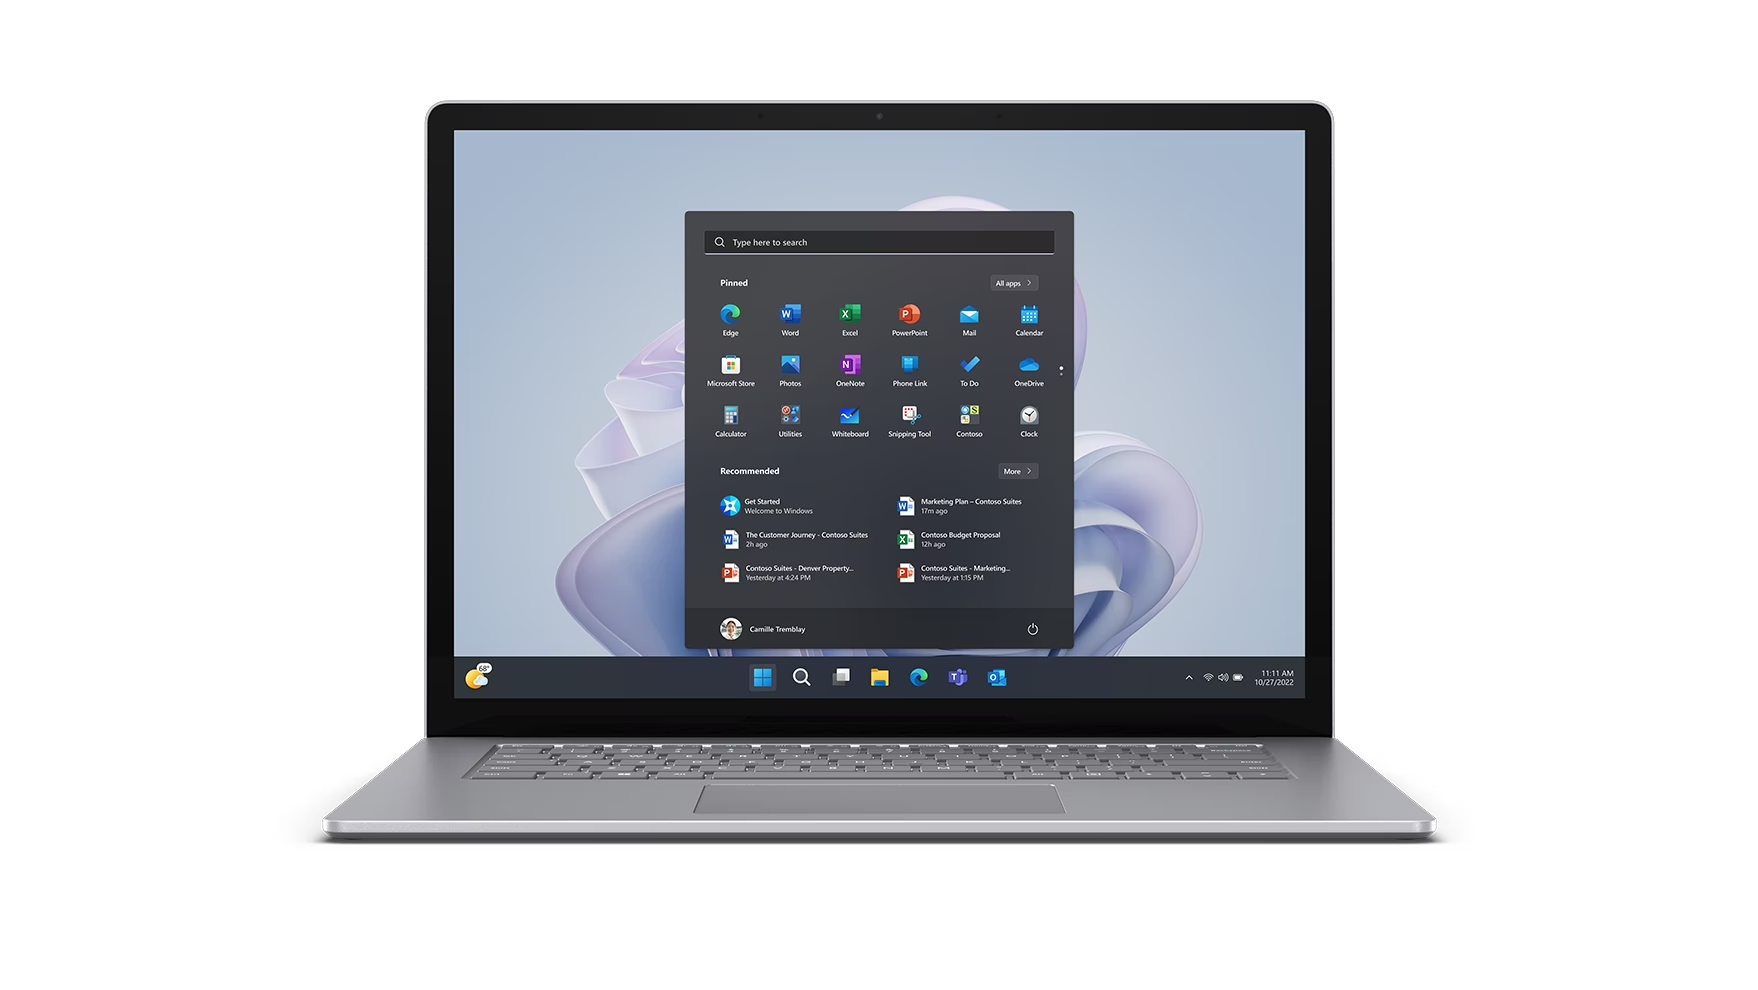 Type here to search
Pinned
All apps
Edge
Word
Excel
PowerPoint
Mail
Calendar
Microsoft Store
Photos
OneNote
Phone Link
To Do
OneDrive
Calculator
Utilities
Whiteboard
Snipping Tool
Contoso
Clock
Recommended
More
Get Started
Welcome to Windows
Marketing Plan – Contoso Suites
17m ago
The Customer Journey - Contoso Suites
2h ago
Contoso Budget Proposal
12h ago
Contoso Suites - Denver Property...
Yesterday at 4:24 PM
Contoso Suites - Marketing...
Yesterday at 1:15 PM
Camille Tremblay
68°
11:11 AM
10/27/2022